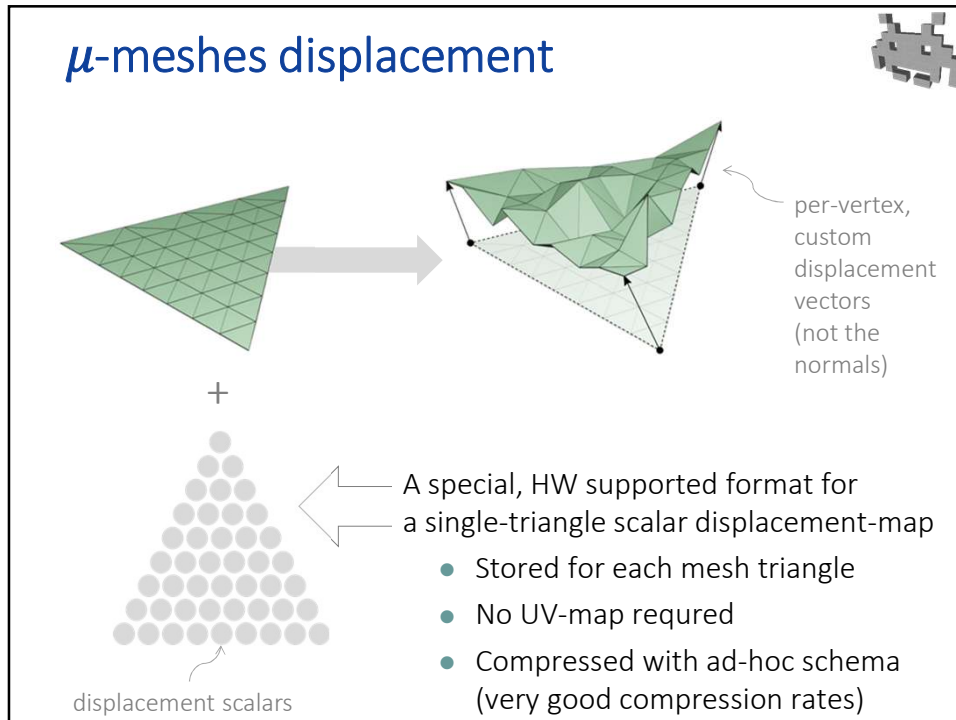 μ-meshes displacement
per-vertex,
custom
displacement
vectors
(not the
normals)
+
A special, HW supported format for
a single-triangle scalar displacement-map
● Stored for each mesh triangle
● No UV-map requred
● Compressed with ad-hoc schema
(very good compression rates)
displacement scalars